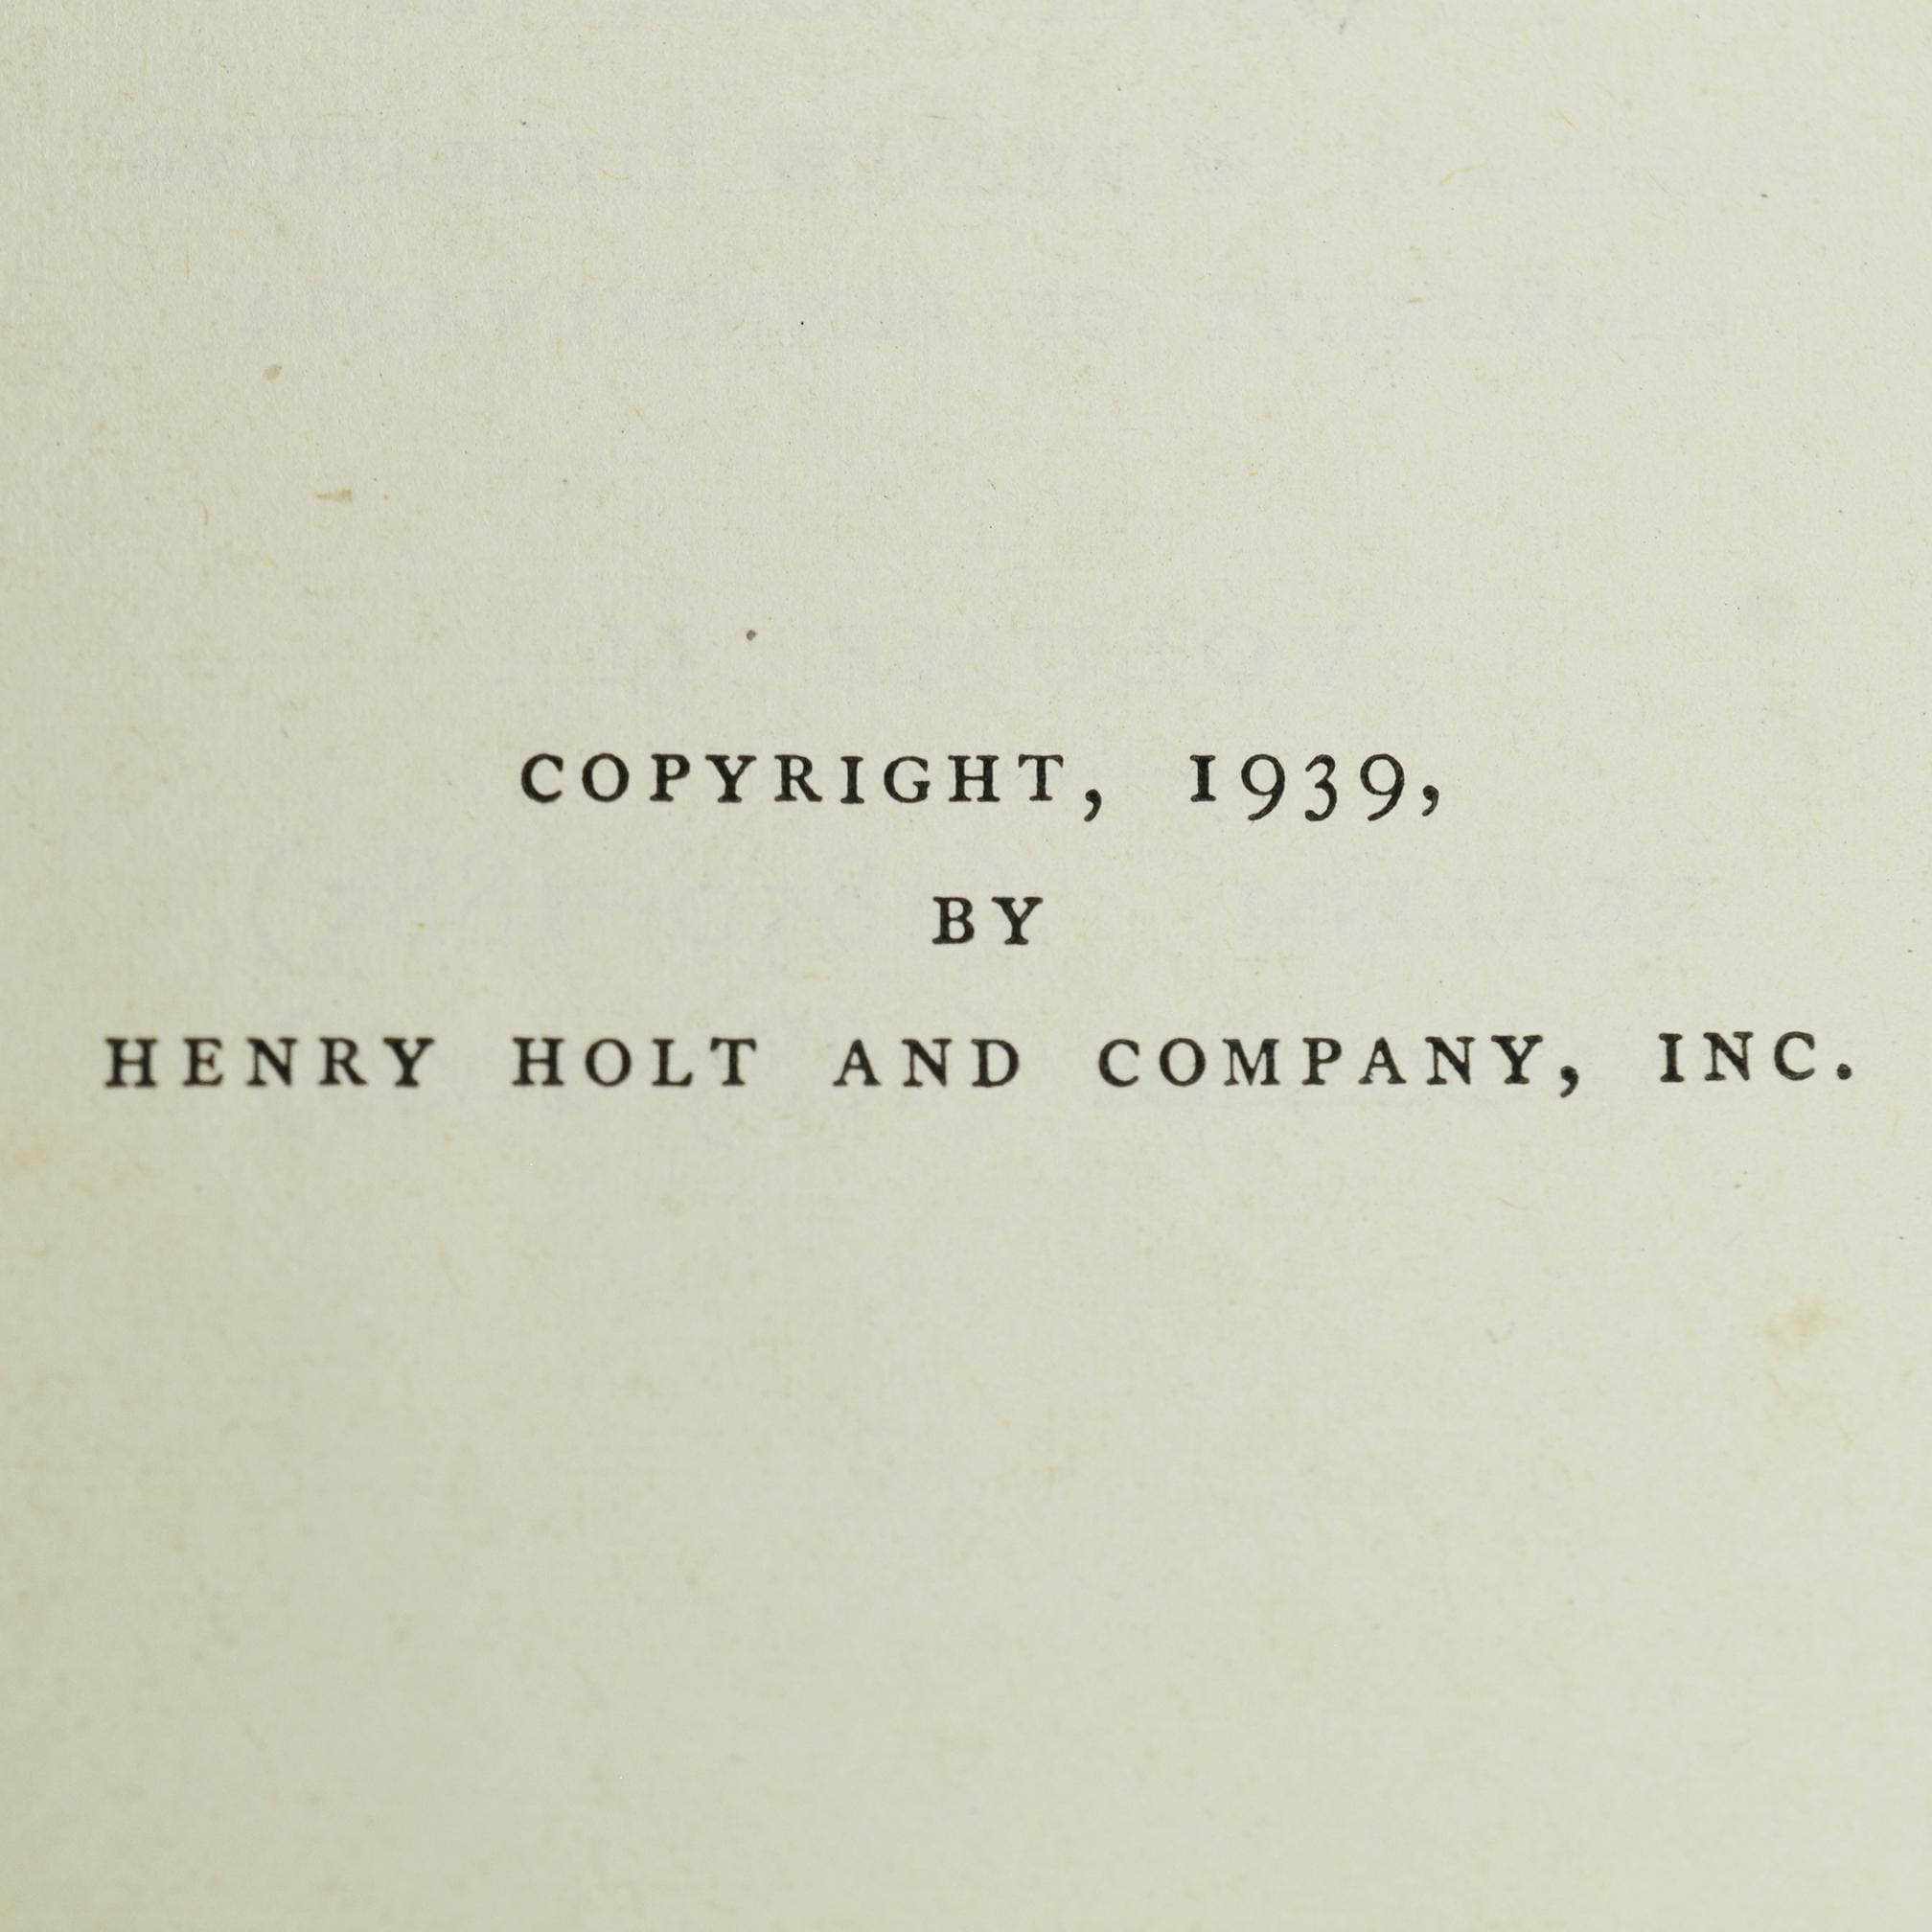 COPYRIGHT, 1939,
BY
HENRY HOLT AND COMPANY, INC.